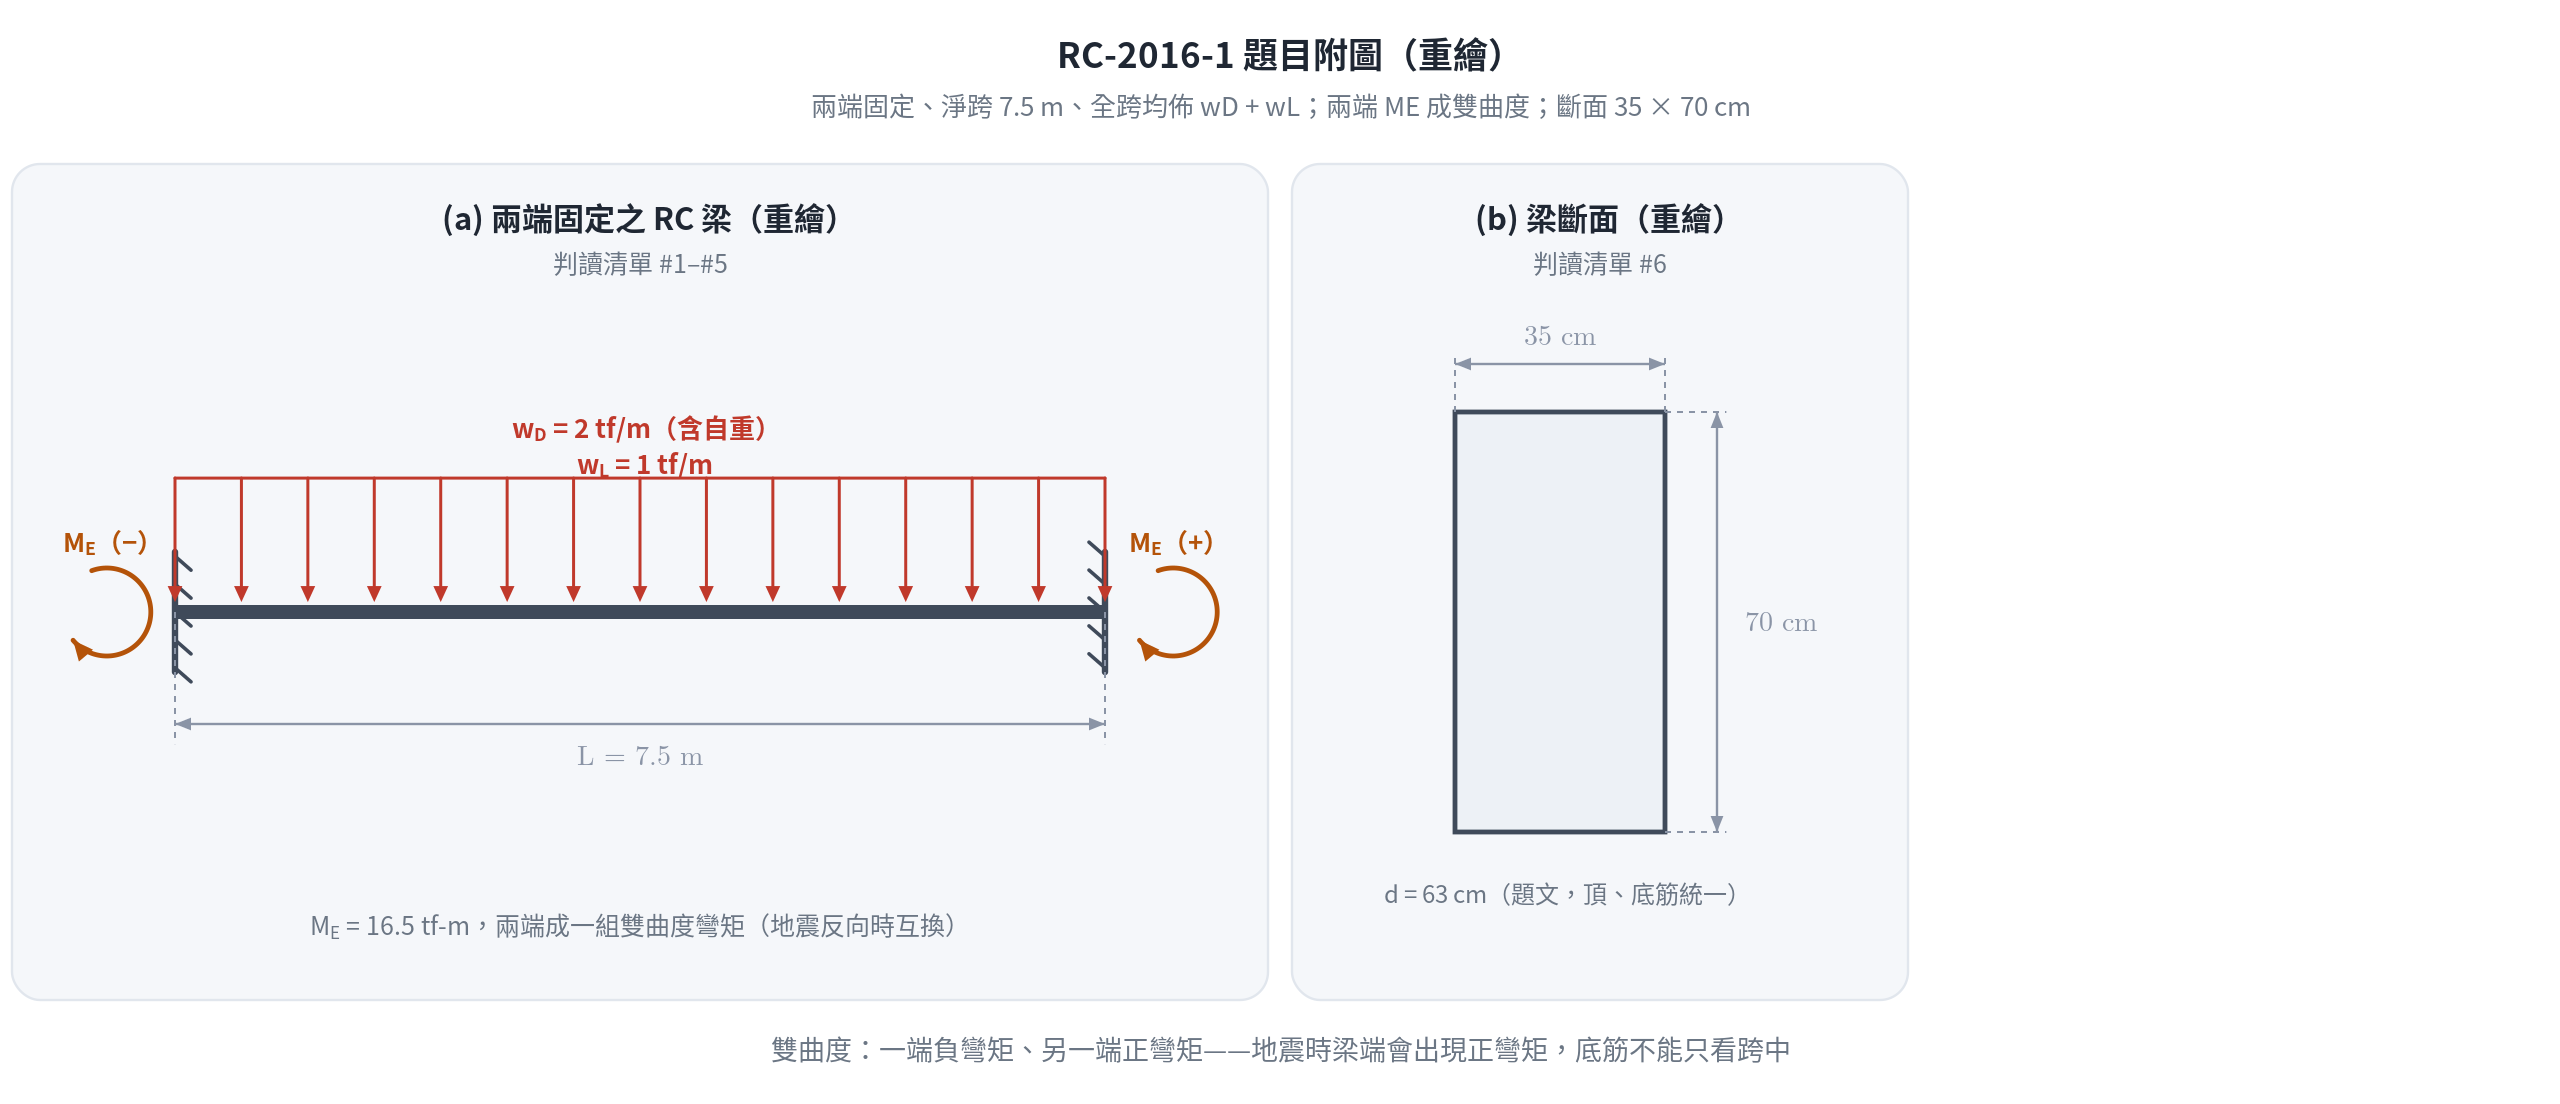 RC-2016-1 題目附圖（重繪）
兩端固定、淨跨 7.5 m、全跨均佈 wD + wL；兩端 ME 成雙曲度；斷面 35 × 70 cm
(a) 兩端固定之 RC 梁（重繪）
判讀清單 #1–#5
wD = 2 tf/m（含自重）
wL = 1 tf/m
ME（−）
ME（+）
L = 7.5 m
ME = 16.5 tf-m，兩端成一組雙曲度彎矩（地震反向時互換）
(b) 梁斷面（重繪）
判讀清單 #6
35 cm
70 cm
d = 63 cm（題文，頂、底筋統一）
雙曲度：一端負彎矩、另一端正彎矩——地震時梁端會出現正彎矩，底筋不能只看跨中